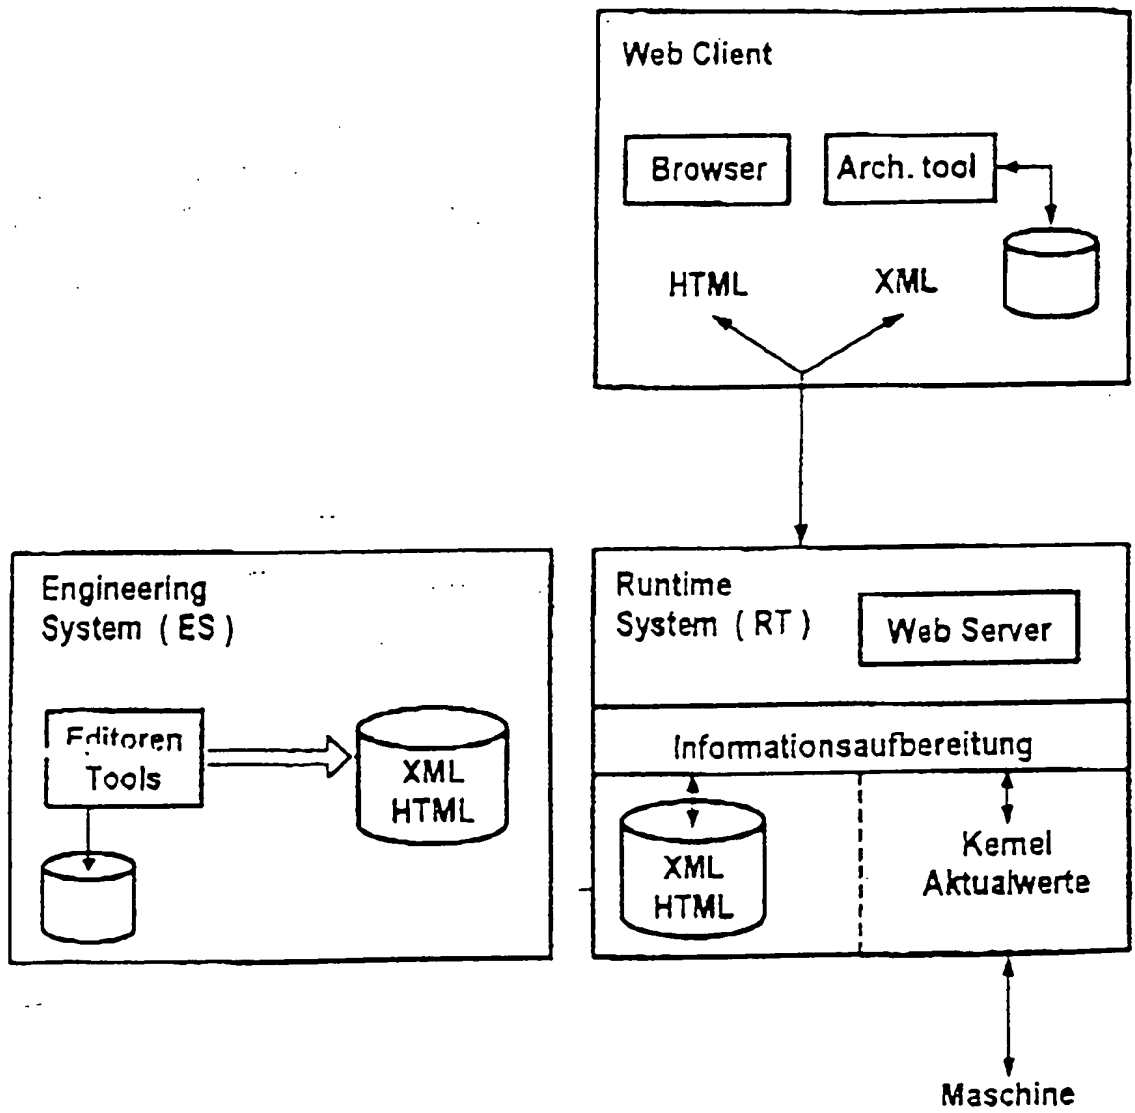 Web Client
Browser
Arch. tool
HTML
XML
Engineering
System ( ES )
Editoren
Tools
XML
HTML
Runtime
System ( RT )
Web Server
Informationsaufbereitung
XML
HTML
Kernel
Aktualwerte
Maschine